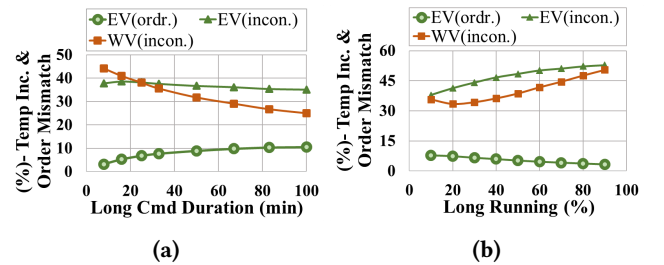 EV(ordr.) EV(incon.)
WV(incon.)
(%)- Temp Inc. &
Order Mismatch
50
40
30
20
10
0
0 20 40 60 80 100
Long Cmd Duration (min)
(a)
EV(ordr.) EV(incon.)
WV(incon.)
(%)- Temp Inc. &
Order Mismatch
60
45
30
15
0
0 20 40 60 80 100
Long Running (%)
(b)